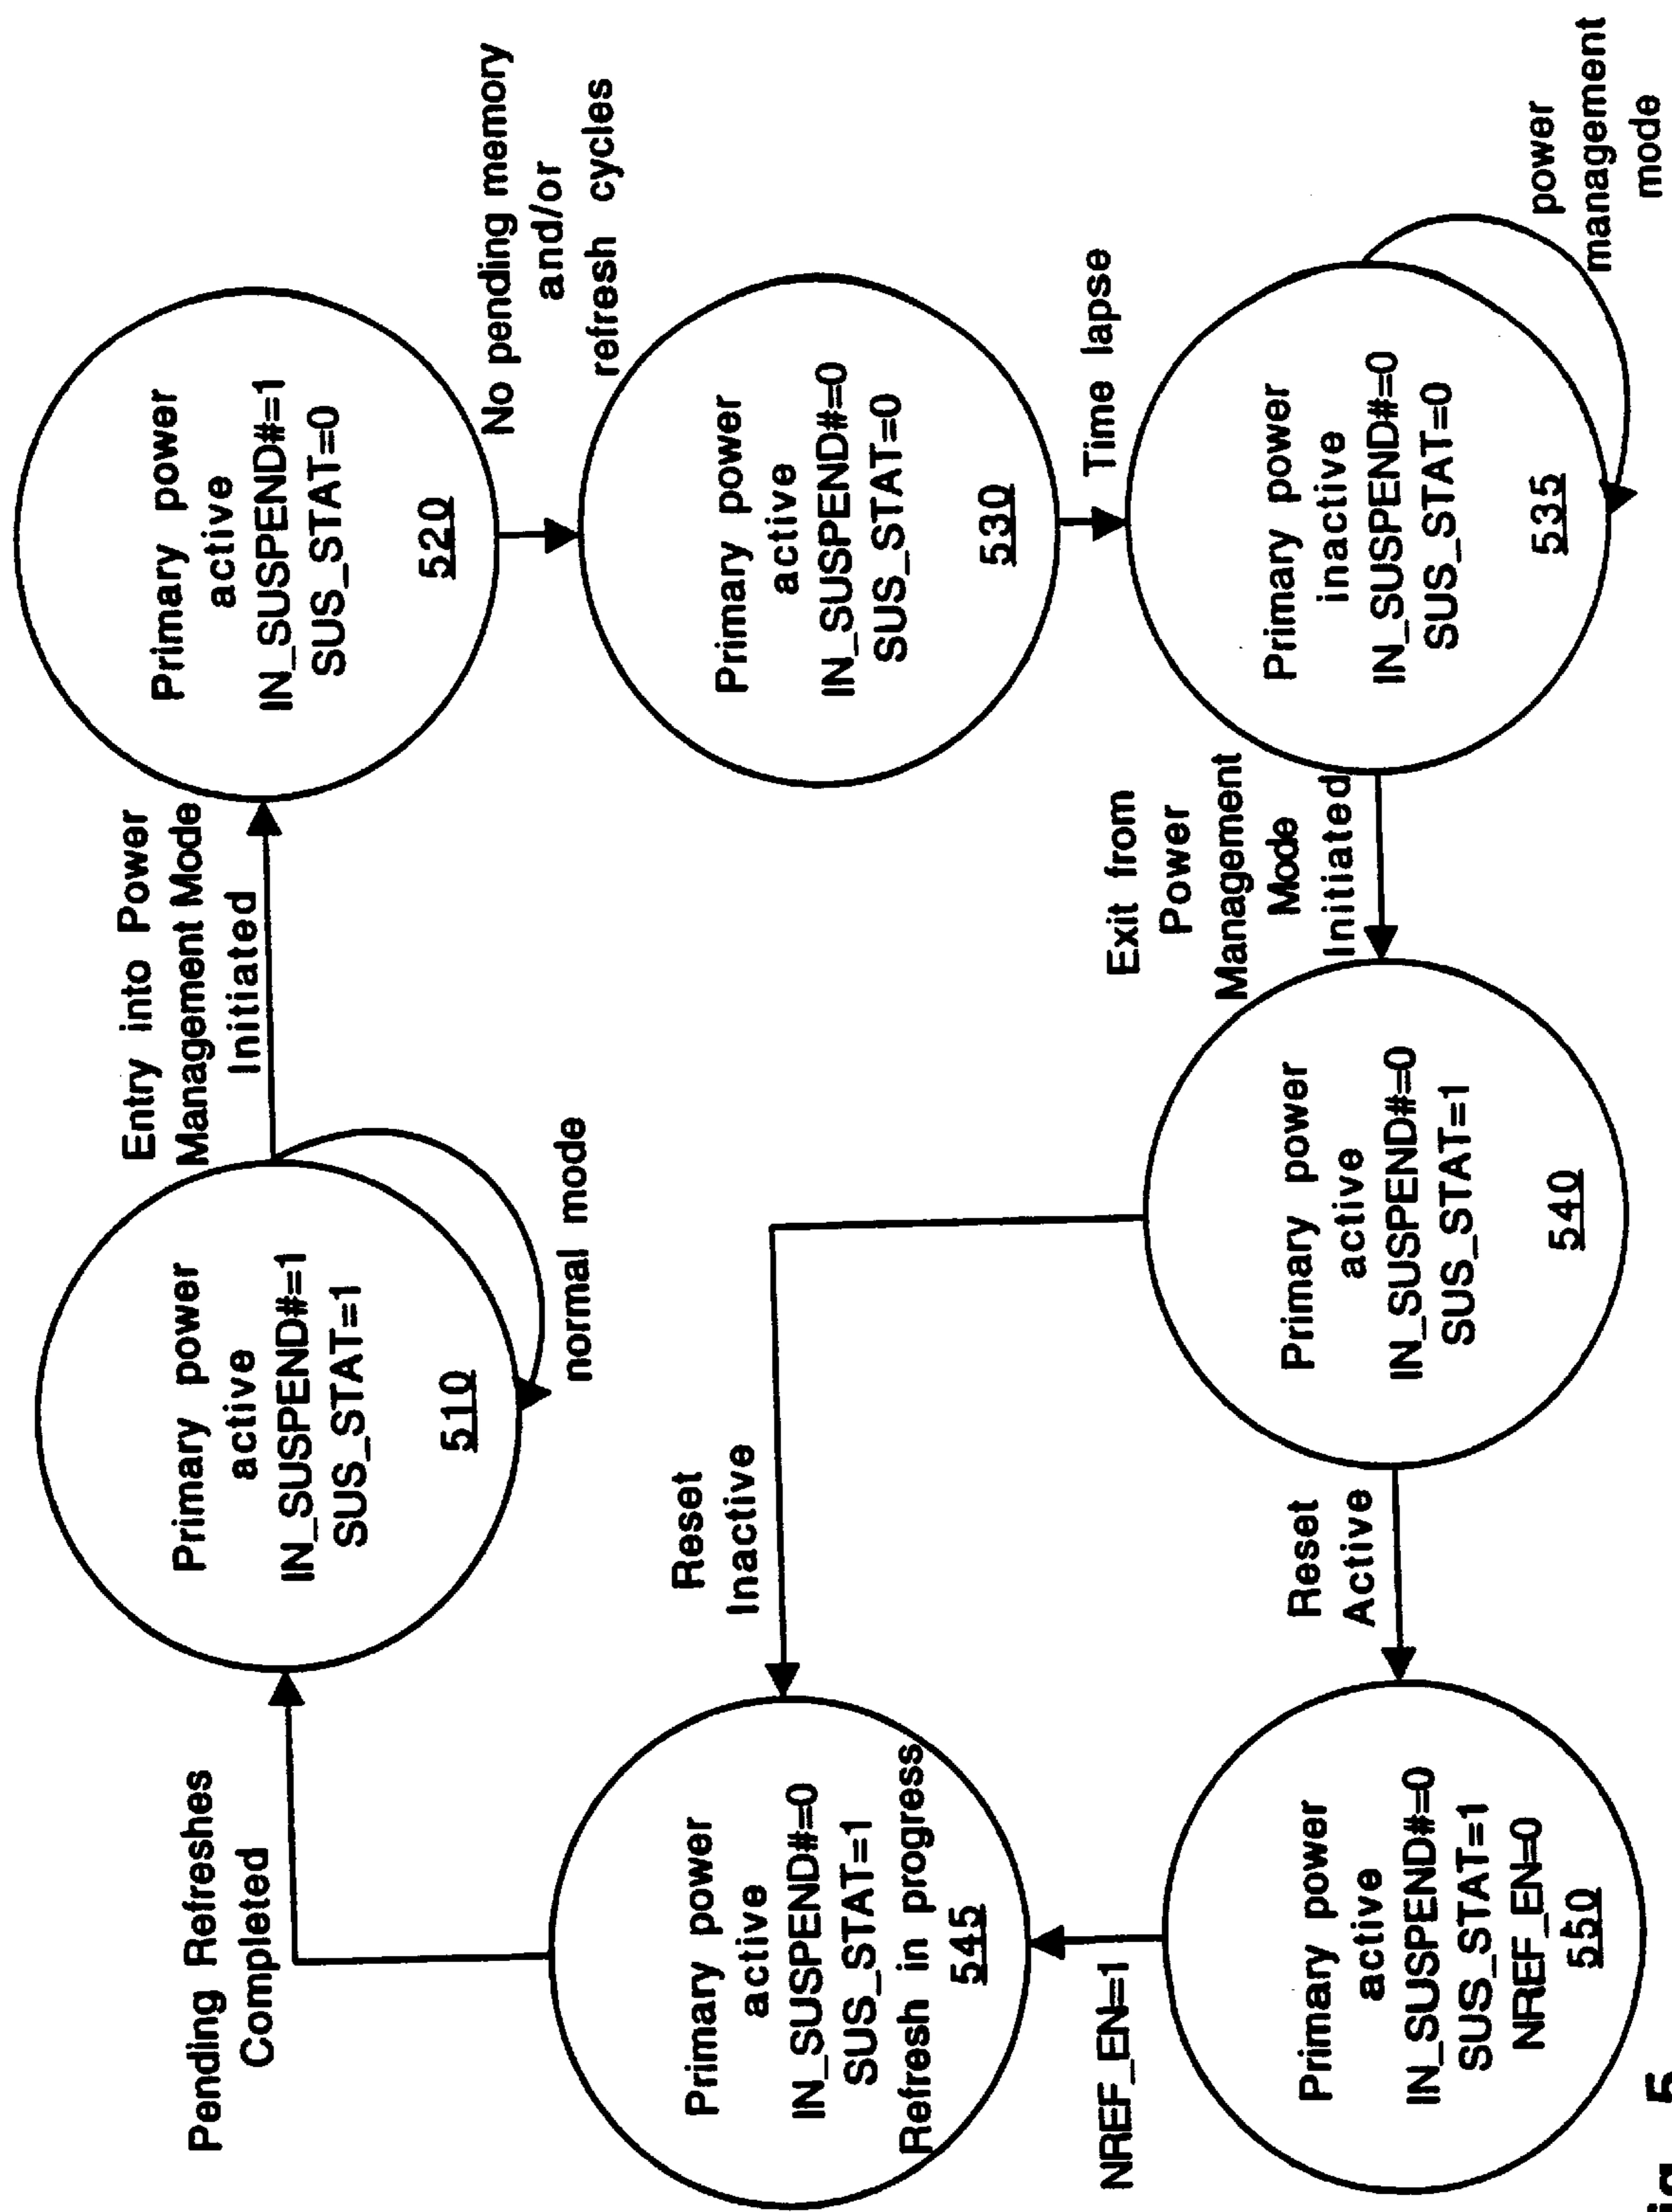 Pending Refreshes
Completed
Primary power
active
IN_SUSPEND#=1
SUS_STAT=1
510
normal mode
Entry into Power
Management Mode
Initiated
Primary power
active
IN_SUSPEND#=1
SUS_STAT=0
520
No pending memory
and/or
refresh cycles
Primary power
active
IN_SUSPEND#=0
SUS_STAT=0
530
Time lapse
Primary power
inactive
IN_SUSPEND#=0
SUS_STAT=0
535
power
management
mode
Exit from
Power
Management
Mode
Initiated
Primary power
active
IN_SUSPEND#=0
SUS_STAT=1
540
Reset
Inactive
Reset
Active
Primary power
active
IN_SUSPEND#=0
SUS_STAT=1
Refresh in progress
545
NREF_EN=1
Primary power
active
IN_SUSPEND#=0
SUS_STAT=1
NREF_EN=0
550
5